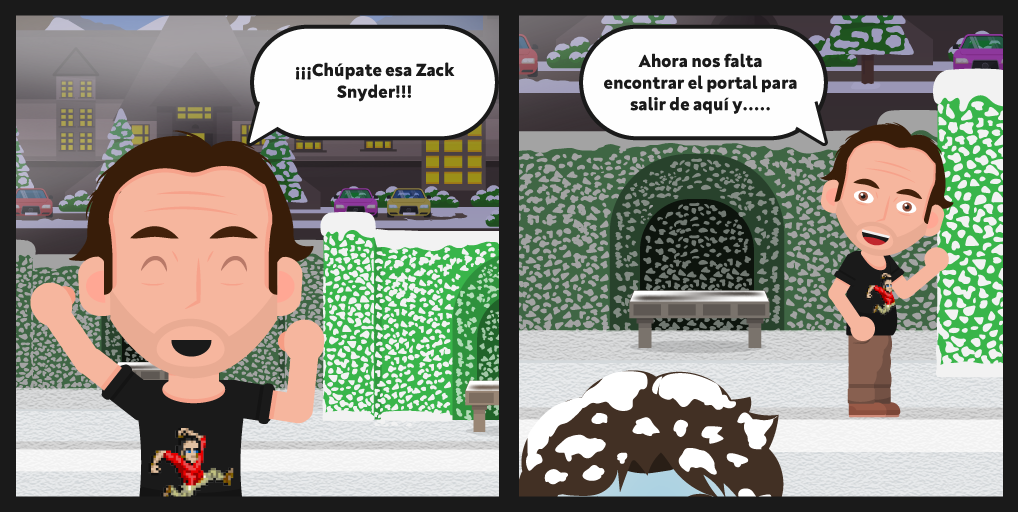 ¡¡¡Chúpate esa Zack
Snyder!!!
Ahora nos falta
encontrar el portal para
salir de aquí y.....